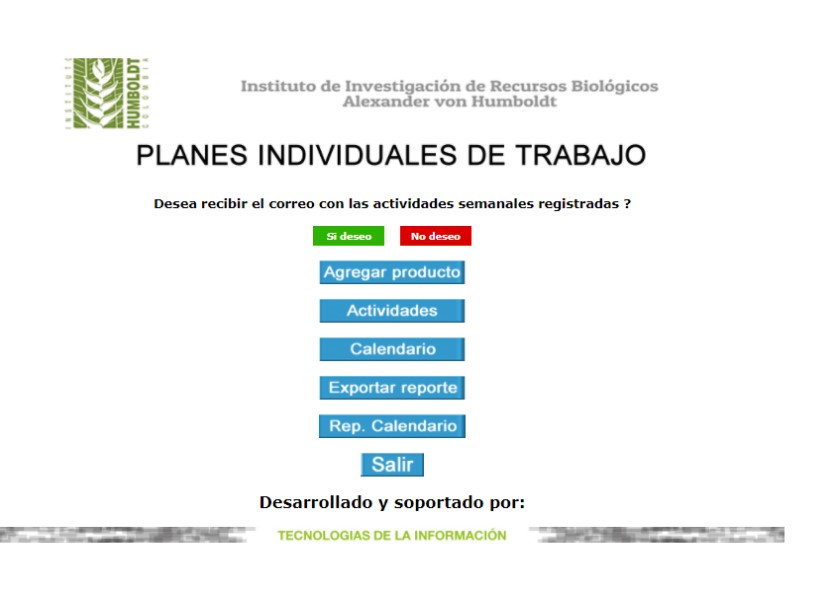 INSTITUTO
HUMBOLDT
COLOMBIA
Instituto de Investigación de Recursos Biológicos
Alexander von Humboldt
PLANES INDIVIDUALES DE TRABAJO
Desea recibir el correo con las actividades semanales registradas ?
Si deseo
No deseo
Agregar producto
Actividades
Calendario
Exportar reporte
Rep. Calendario
Salir
Desarrollado y soportado por:
TECNOLOGIAS DE LA INFORMACIÓN